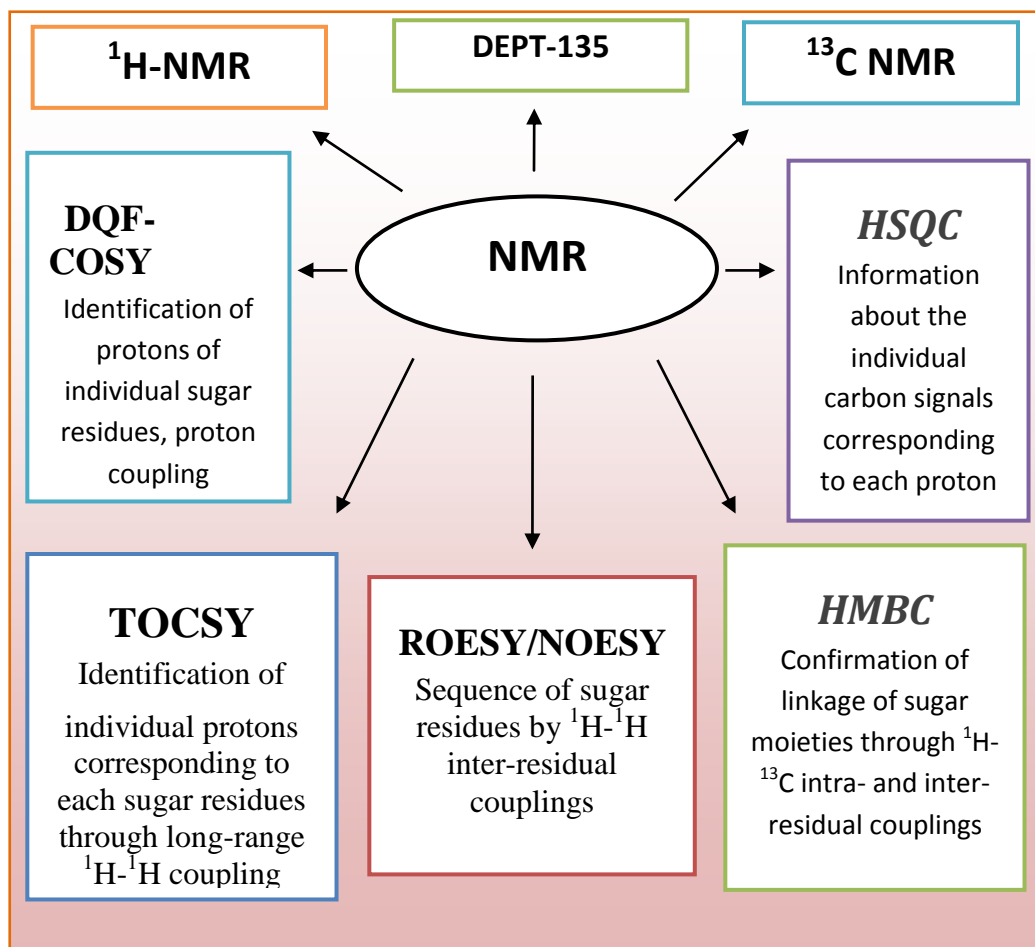 ¹H-NMR
DEPT-135
¹³C NMR
DQF-
COSY
Identification of
protons of
individual sugar
residues, proton
coupling
NMR
HSQC
Information
about the
individual
carbon signals
corresponding
to each proton
TOCSY
Identification of
individual protons
corresponding to
each sugar residues
through long-range
¹H-¹H coupling
ROESY/NOESY
Sequence of sugar
residues by ¹H-¹H
inter-residual
couplings
HMBC
Confirmation of
linkage of sugar
moieties through ¹H-
¹³C intra- and inter-
residual couplings